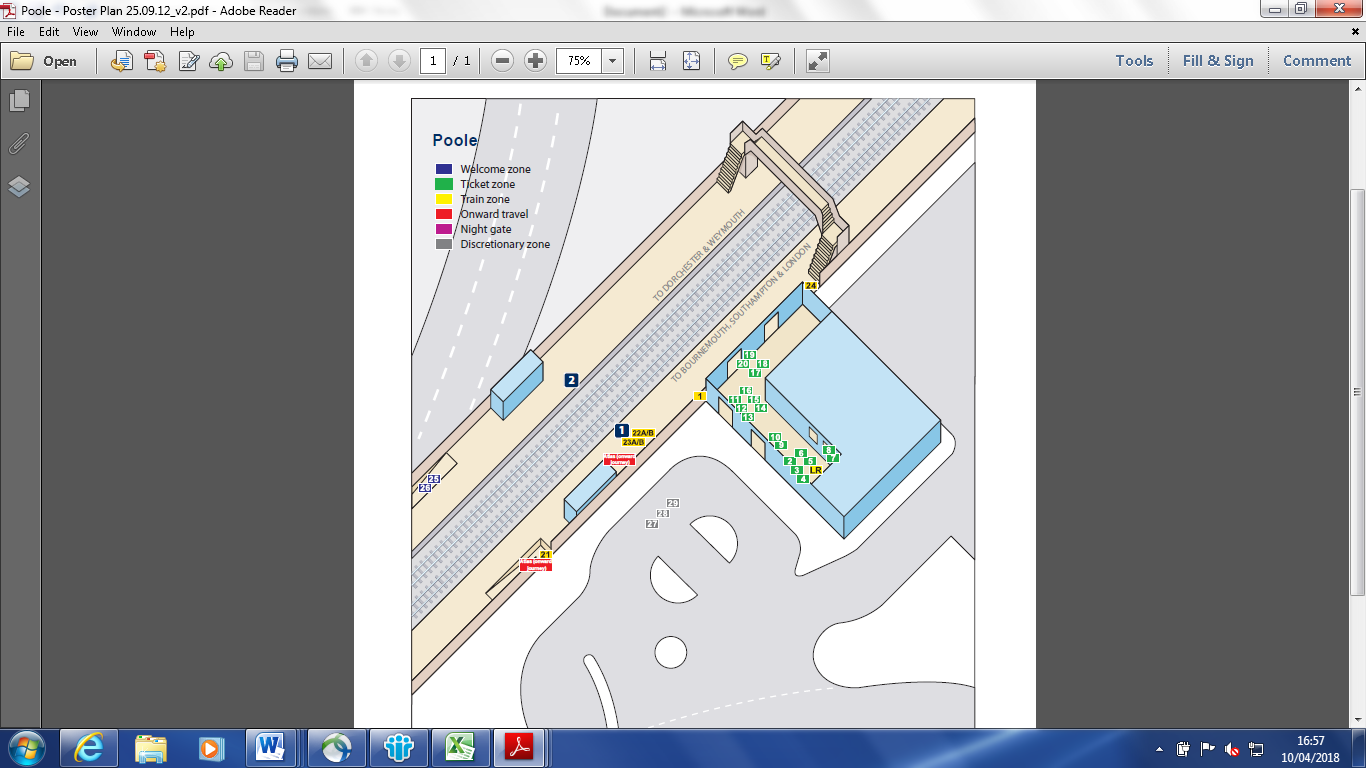 Poole - Poster Plan 25.09.12_v2.pdf - Adobe Reader
File Edit View Window Help
Open
1 / 1
75%
Tools Fill & Sign Comment
Poole
Welcome zone
Ticket zone
Train zone
Onward travel
Night gate
Discretionary zone
TO DORCHESTER & WEYMOUTH
TO BOURNEMOUTH, SOUTHAMPTON & LONDON
24
19
20 18
17
2
16
1
11 15
12 14
13
1 22A/B
23A/B
10
9
8
6
7
2 5
3 LR
4
25
26
29
28
27
21
16:57
10/04/2018